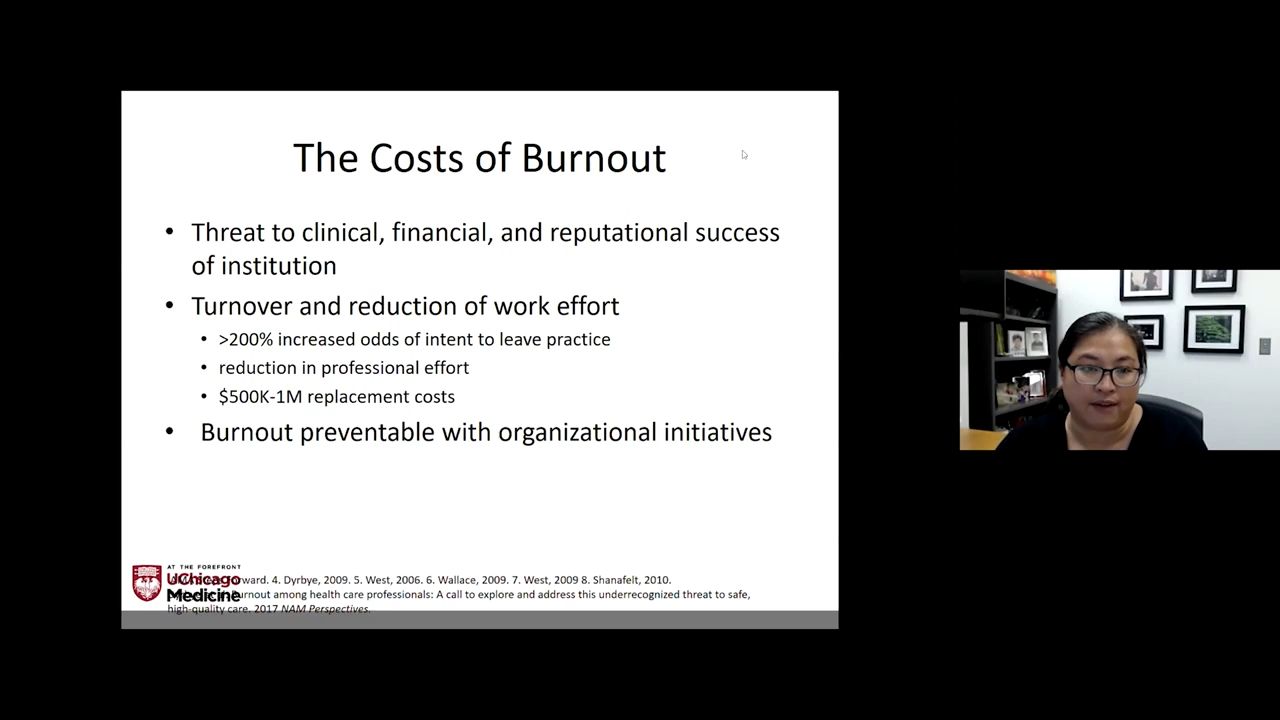 The Costs of Burnout
• Threat to clinical, financial, and reputational success
of institution
• Turnover and reduction of work effort
• >200% increased odds of intent to leave practice
• reduction in professional effort
• $500K-1M replacement costs
• Burnout preventable with organizational initiatives
AT THE FOREFRONT
UChicago
Medicine
Forward. 4. Dyrbye, 2009. 5. West, 2006. 6. Wallace, 2009. 7. West, 2009 8. Shanafelt, 2010.
Burnout among health care professionals: A call to explore and address this underrecognized threat to safe,
high-quality care. 2017 NAM Perspectives.